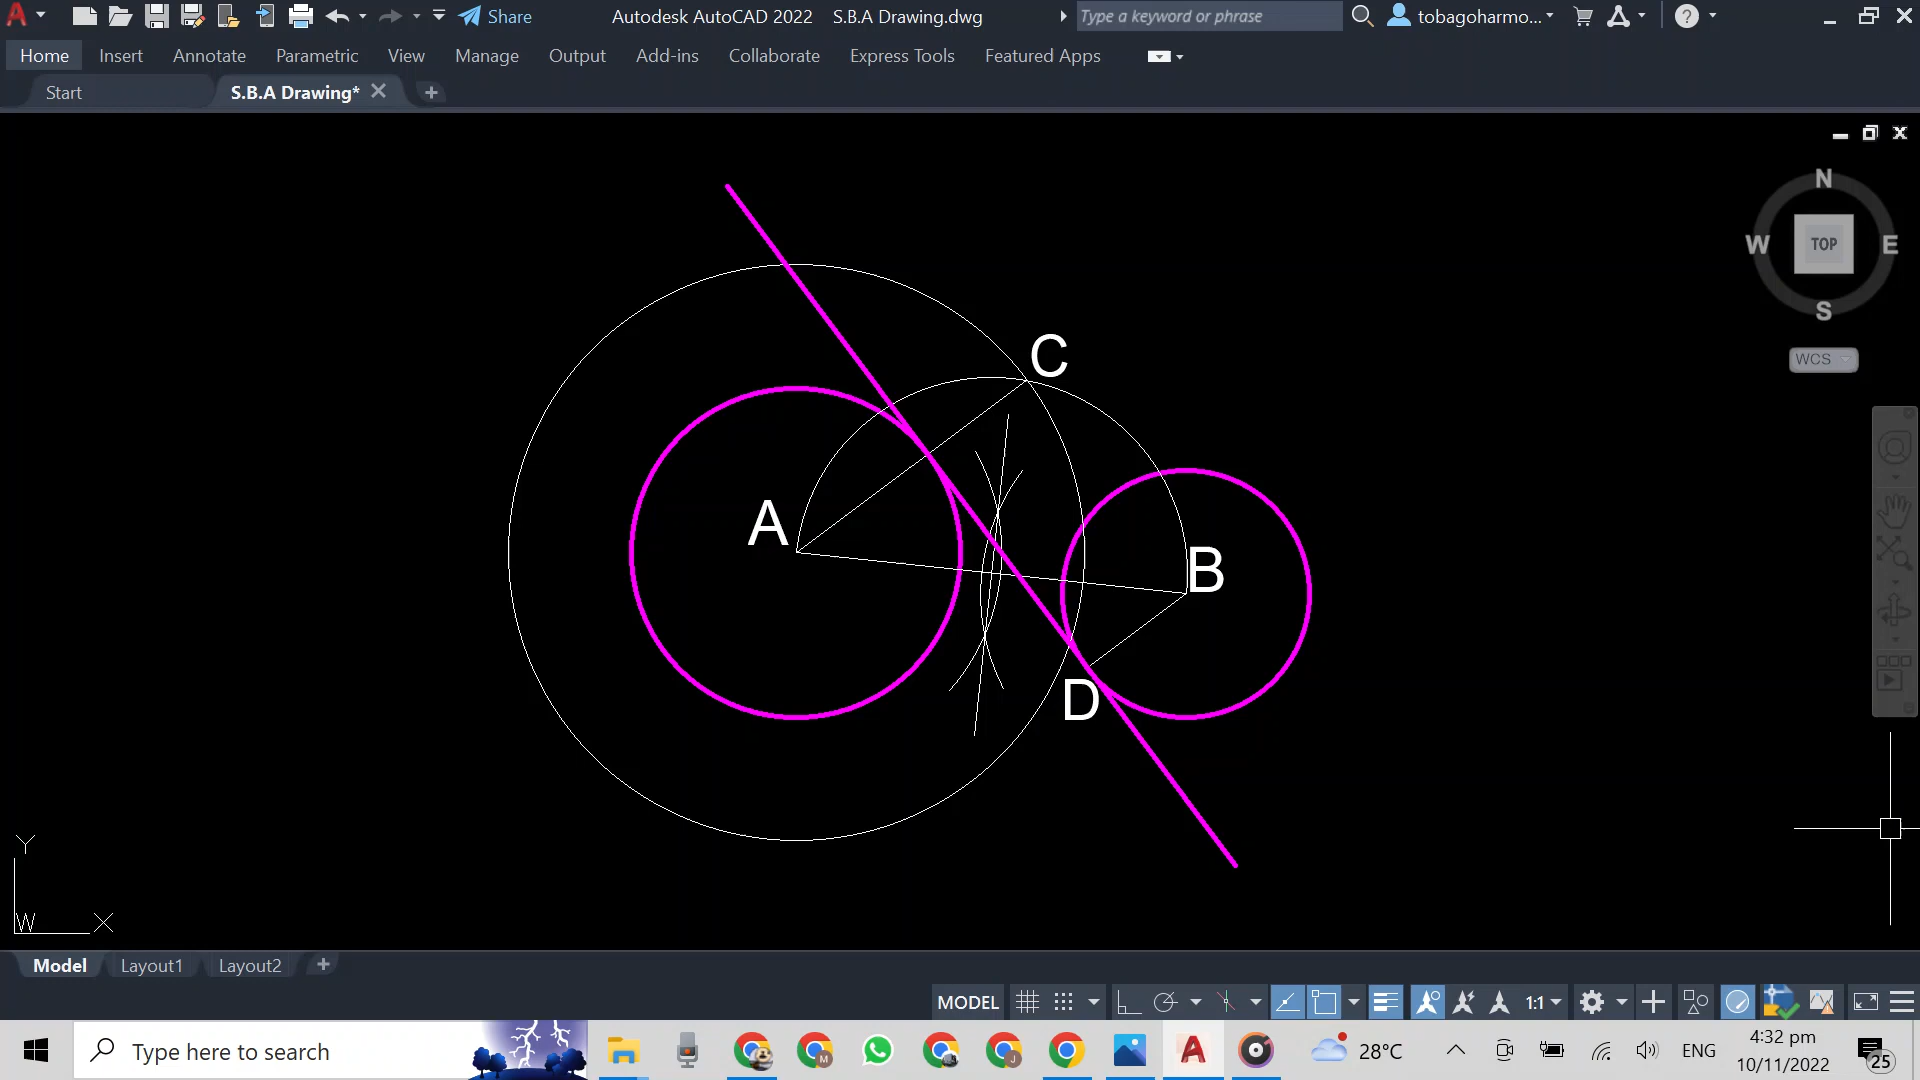 A Share Autodesk AutoCAD 2022 S.B.A Drawing.dwg Type a keyword or phrase tobagoharmo... ?
Home Insert Annotate Parametric View Manage Output Add-ins Collaborate Express Tools Featured Apps
Start S.B.A Drawing*
N
W TOP E
S
WCS
C
A
B
D
Y
W X
Model Layout1 Layout2
MODEL 1:1
Type here to search M J A 28°C ENG 4:32 pm
10/11/2022
25